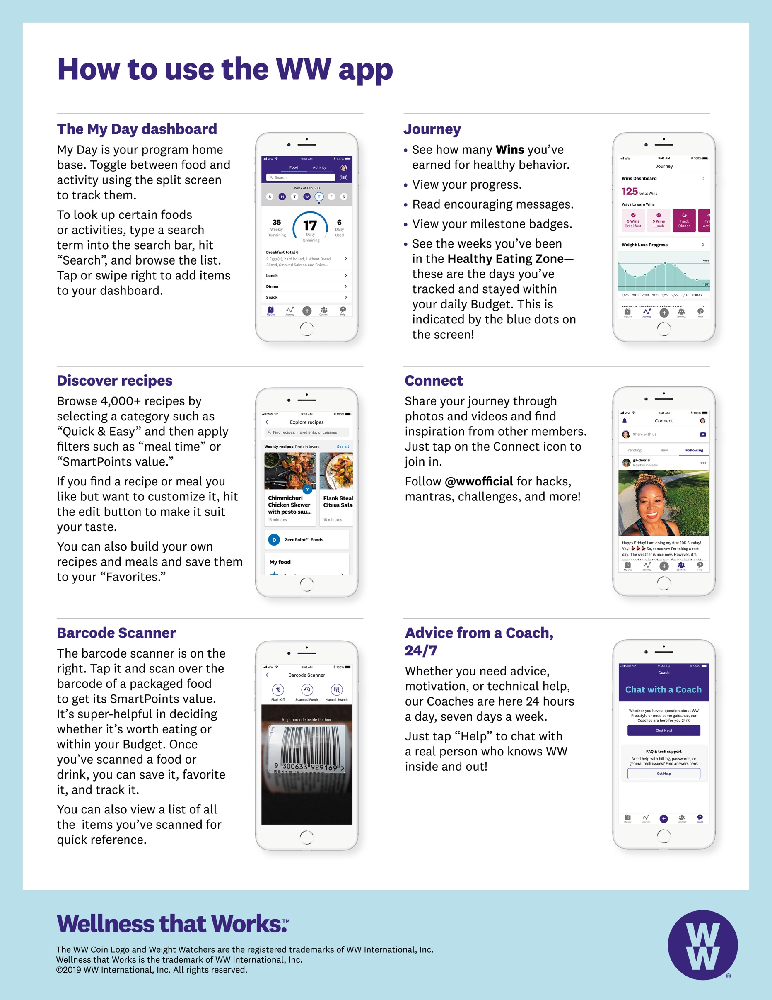 How to use the WW app
The My Day dashboard
My Day is your program home
base. Toggle between food and
activity using the split screen
to track them.
To look up certain foods
or activities, type a search
term into the search bar, hit
“Search”, and browse the list.
Tap or swipe right to add items
to your dashboard.
WW 9:41 AM 100%
Food Activity
Search
Week of Feb 3-10
S M T W T F S
35 17 6
Weekly Remaining Daily Remaining Daily Used
Breakfast total 6
2 Eggs(s), hard boiled, 1 Wheat Bread
Sliced, Smoked Salmon and Chive...
Lunch
Dinner
Snack
5
My Day Journey + Connect Help
Journey
• See how many Wins you’ve
earned for healthy behavior.
• View your progress.
• Read encouraging messages.
• View your milestone badges.
• See the weeks you’ve been
in the Healthy Eating Zone—
these are the days you’ve
tracked and stayed within
your daily Budget. This is
indicated by the blue dots on
the screen!
WW 9:41 AM 100%
Journey
Wins Dashboard
125 total Wins
Ways to earn Wins
5 Wins 5 Wins Track
Breakfast Lunch Dinner
Weight Loss Progress
202
197
1/25 2/01 2/08 2/15 2/22 2/29 3/07 TODAY
5
My Day Journey + Connect Help
Discover recipes
Browse 4,000+ recipes by
selecting a category such as
“Quick & Easy” and then apply
filters such as “meal time” or
“SmartPoints value.”
If you find a recipe or meal you
like but want to customize it, hit
the edit button to make it suit
your taste.
You can also build your own
recipes and meals and save them
to your “Favorites.”
WW 9:41 AM 100%
Explore recipes
Find recipes, ingredients, or cuisines
Weekly recipes: Protein lovers See all
7
Chimmichuri
Chicken Skewer
with pesto sau...
15 minutes
Flank Steal
Citrus Sala
15 minutes
0 ZeroPoint™ Foods
My food
Connect
Share your journey through
photos and videos and find
inspiration from other members.
Just tap on the Connect icon to
join in.
Follow @wwofficial for hacks,
mantras, challenges, and more!
WW 9:41 AM 100%
Connect
Share with us
Trending New Following
ga-diva16
Healthy in Heels
Happy Friday! I am doing my first 10K Sunday!
Yay! So, tomorrow I’m taking a rest
day. The weather is nice now. However, it’s
5
My Day Journey + Connect Help
Barcode Scanner
The barcode scanner is on the
right. Tap it and scan over the
barcode of a packaged food
to get its SmartPoints value.
It’s super-helpful in deciding
whether it’s worth eating or
within your Budget. Once
you’ve scanned a food or
drink, you can save it, favorite
it, and track it.
You can also view a list of all
the  items you’ve scanned for
quick reference.
WW 9:41 AM 100%
Barcode Scanner
Flash Off Scanned Foods Manual Search
Align barcode inside the box
9 300633 929169 >
Advice from a Coach,
24/7
Whether you need advice,
motivation, or technical help,
our Coaches are here 24 hours
a day, seven days a week.
Just tap “Help” to chat with
a real person who knows WW
inside and out!
WW 11:44 AM 100%
Coach
Chat with a Coach
Whether you have a question about WW
Freestyle or need some guidance, our
Coaches are here for you 24/7.
Chat Now!
FAQ & tech support
Need help with billing, passwords, or
general tech issues? Find answers here.
Get Help
15
My Day Journey + Connect Coach
Wellness that Works.™
The WW Coin Logo and Weight Watchers are the registered trademarks of WW International, Inc.
Wellness that Works is the trademark of WW International, Inc.
©2019 WW International, Inc. All rights reserved.
W
W
®